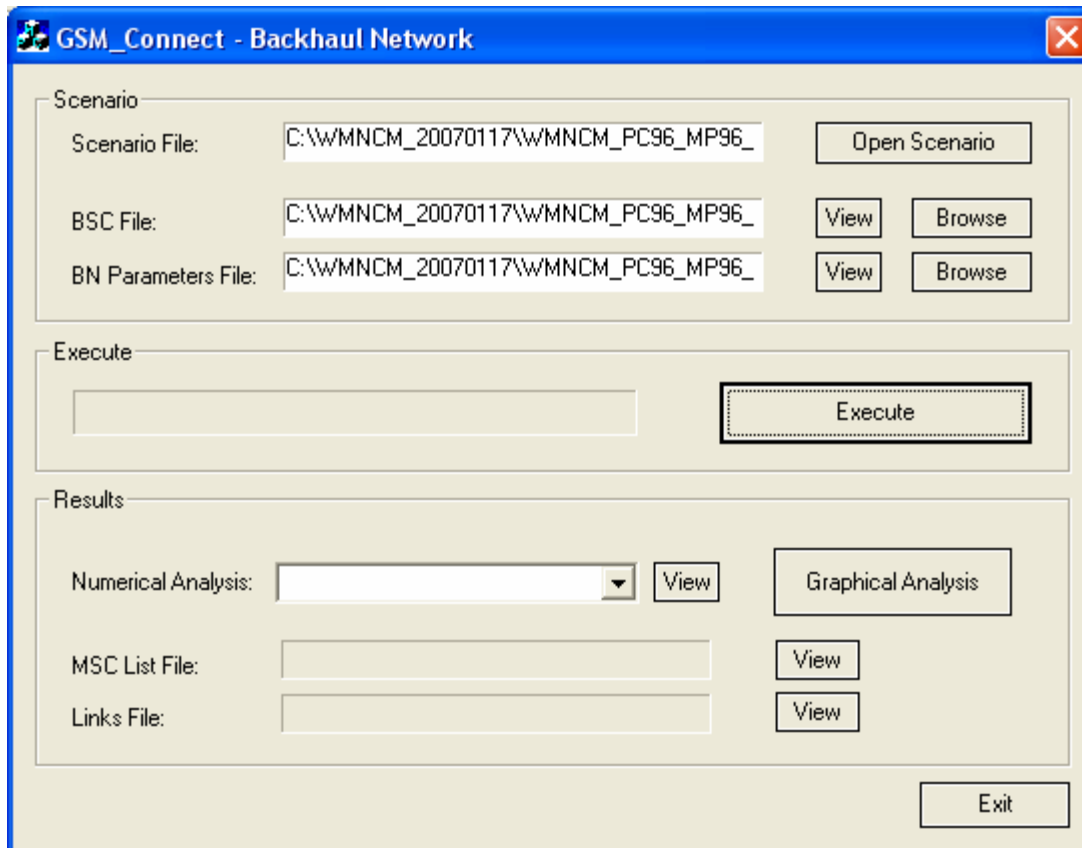 GSM_Connect - Backhaul Network
Scenario
Scenario File: C:\WMNCM_20070117\WMNCM_PC96_MP96_ Open Scenario
BSC File: C:\WMNCM_20070117\WMNCM_PC96_MP96_ View Browse
BN Parameters File: C:\WMNCM_20070117\WMNCM_PC96_MP96_ View Browse
Execute
Execute
Results
Numerical Analysis: View Graphical Analysis
MSC List File: View
Links File: View
Exit